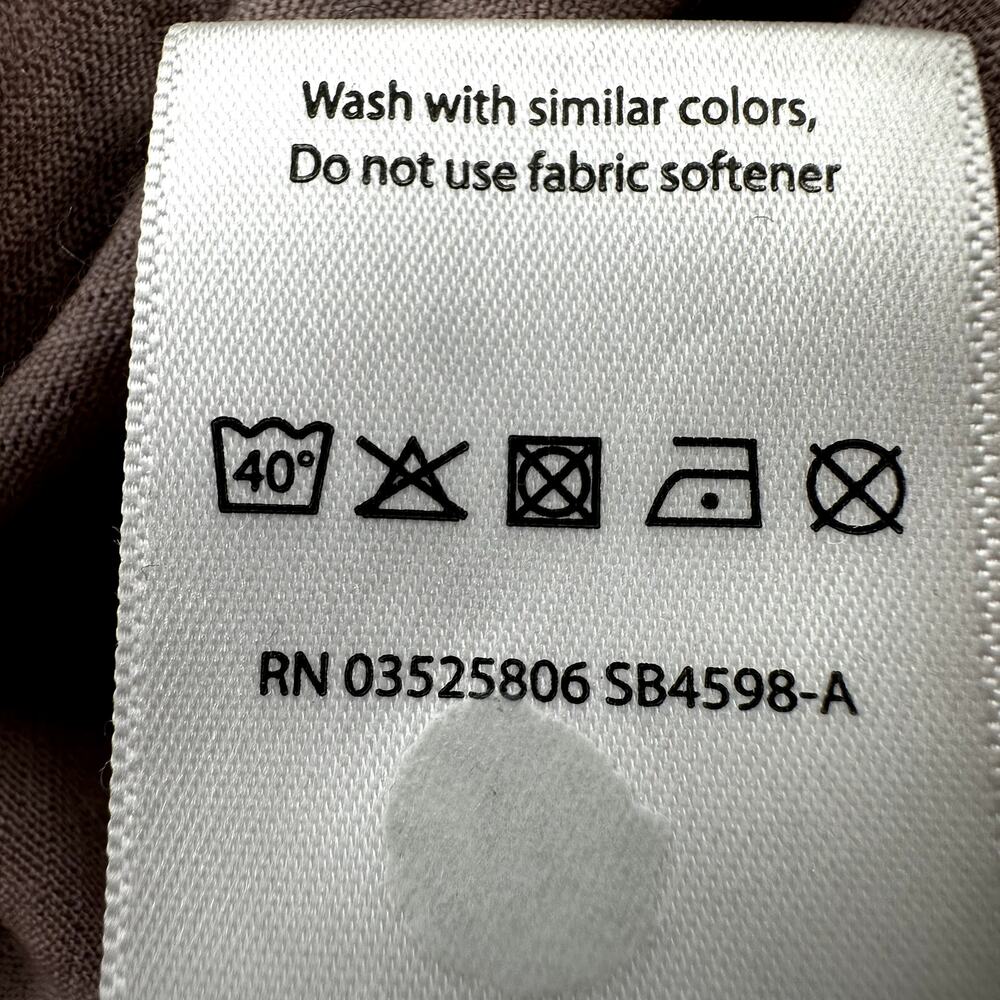 Wash with similar colors,
Do not use fabric softener
40°
RN 03525806 SB4598-A